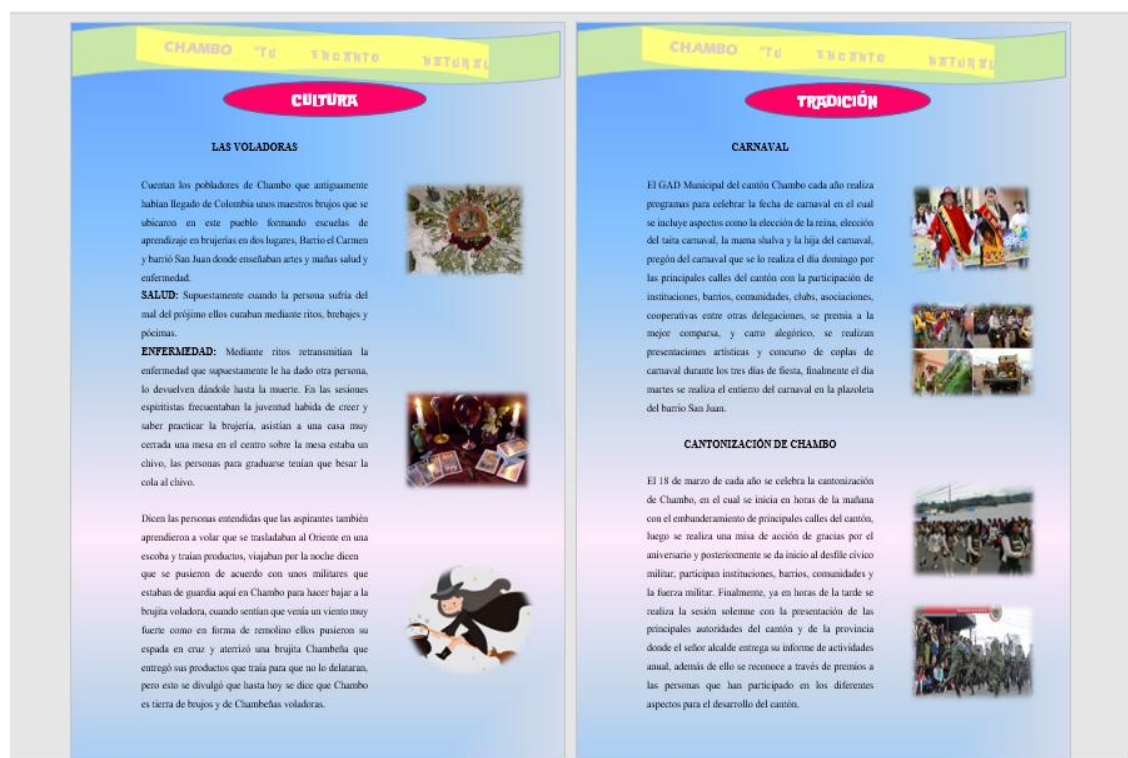 CHAMBO "Tú ENCANTO NATURAL
CULTURA
LAS VOLADORAS
Cuentan los pobladores de Chambo que antiguamente
habían llegado de Colombia unos maestros brujos que se
ubicaron en este pueblo formando escuelas de
aprendizaje en brujerías en dos lugares, Barrio el Carmen
y barrió San Juan donde enseñaban artes y mañas salud y
enfermedad.
SALUD: Supuestamente cuando la persona sufría del
mal del prójimo ellos curaban mediante ritos, brebajes y
pócimas.
ENFERMEDAD: Mediante ritos retransmitían la
enfermedad que supuestamente le ha dado otra persona,
lo devuelven dándole hasta la muerte. En las sesiones
espiritistas frecuentaban la juventud habida de creer y
saber practicar la brujería, asistían a una casa muy
cerrada una mesa en el centro sobre la mesa estaba un
chivo, las personas para graduarse tenían que besar la
cola al chivo.
Dicen las personas entendidas que las aspirantes también
aprendieron a volar que se trasladaban al Oriente en una
escoba y traían productos, viajaban por la noche dicen
que se pusieron de acuerdo con unos militares que
estaban de guardia aquí en Chambo para hacer bajar a la
brujita voladora, cuando sentían que venía un viento muy
fuerte como en forma de remolino ellos pusieron su
espada en cruz y aterrizó una brujita Chambeña que
entregó sus productos que traía para que no lo delataran,
pero esto se divulgó que hasta hoy se dice que Chambo
es tierra de brujos y de Chambeñas voladoras.
CHAMBO "Tú ENCANTO NATURAL
TRADICIÓN
CARNAVAL
El GAD Municipal del cantón Chambo cada año realiza
programas para celebrar la fecha de carnaval en el cual
se incluye aspectos como la elección de la reina, elección
del taita carnaval, la mama shalva y la hija del carnaval,
pregón del carnaval que se lo realiza el día domingo por
las principales calles del cantón con la participación de
instituciones, barrios, comunidades, clubs, asociaciones,
cooperativas entre otras delegaciones, se premia a la
mejor comparsa, y carro alegórico, se realizan
presentaciones artísticas y concurso de coplas de
carnaval durante los tres días de fiesta, finalmente el día
martes se realiza el entierro del carnaval en la plazoleta
del barrio San Juan.
CANTONIZACIÓN DE CHAMBO
El 18 de marzo de cada año se celebra la cantonización
de Chambo, en el cual se inicia en horas de la mañana
con el embanderamiento de principales calles del cantón,
luego se realiza una misa de acción de gracias por el
aniversario y posteriormente se da inicio al desfile cívico
militar, participan instituciones, barrios, comunidades y
la fuerza militar. Finalmente, ya en horas de la tarde se
realiza la sesión solemne con la presentación de las
principales autoridades del cantón y de la provincia
donde el señor alcalde entrega su informe de actividades
anual, además de ello se reconoce a través de premios a
las personas que han participado en los diferentes
aspectos para el desarrollo del cantón.